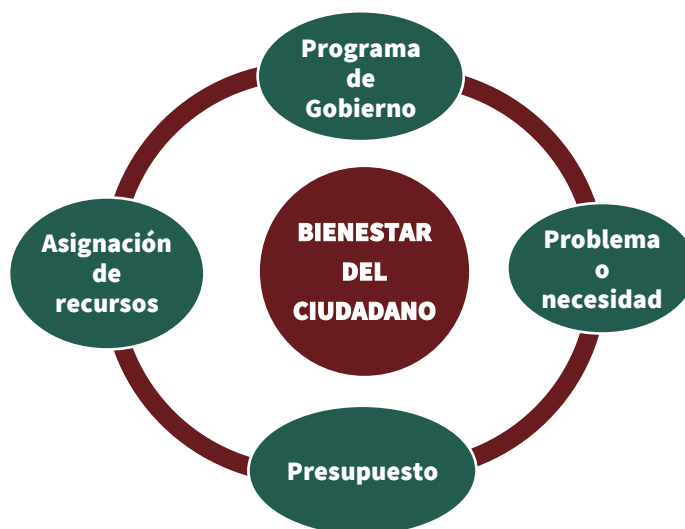 Programa
de
Gobierno
Problema
o
necesidad
Presupuesto
Asignación
de
recursos
BIENESTAR
DEL
CIUDADANO